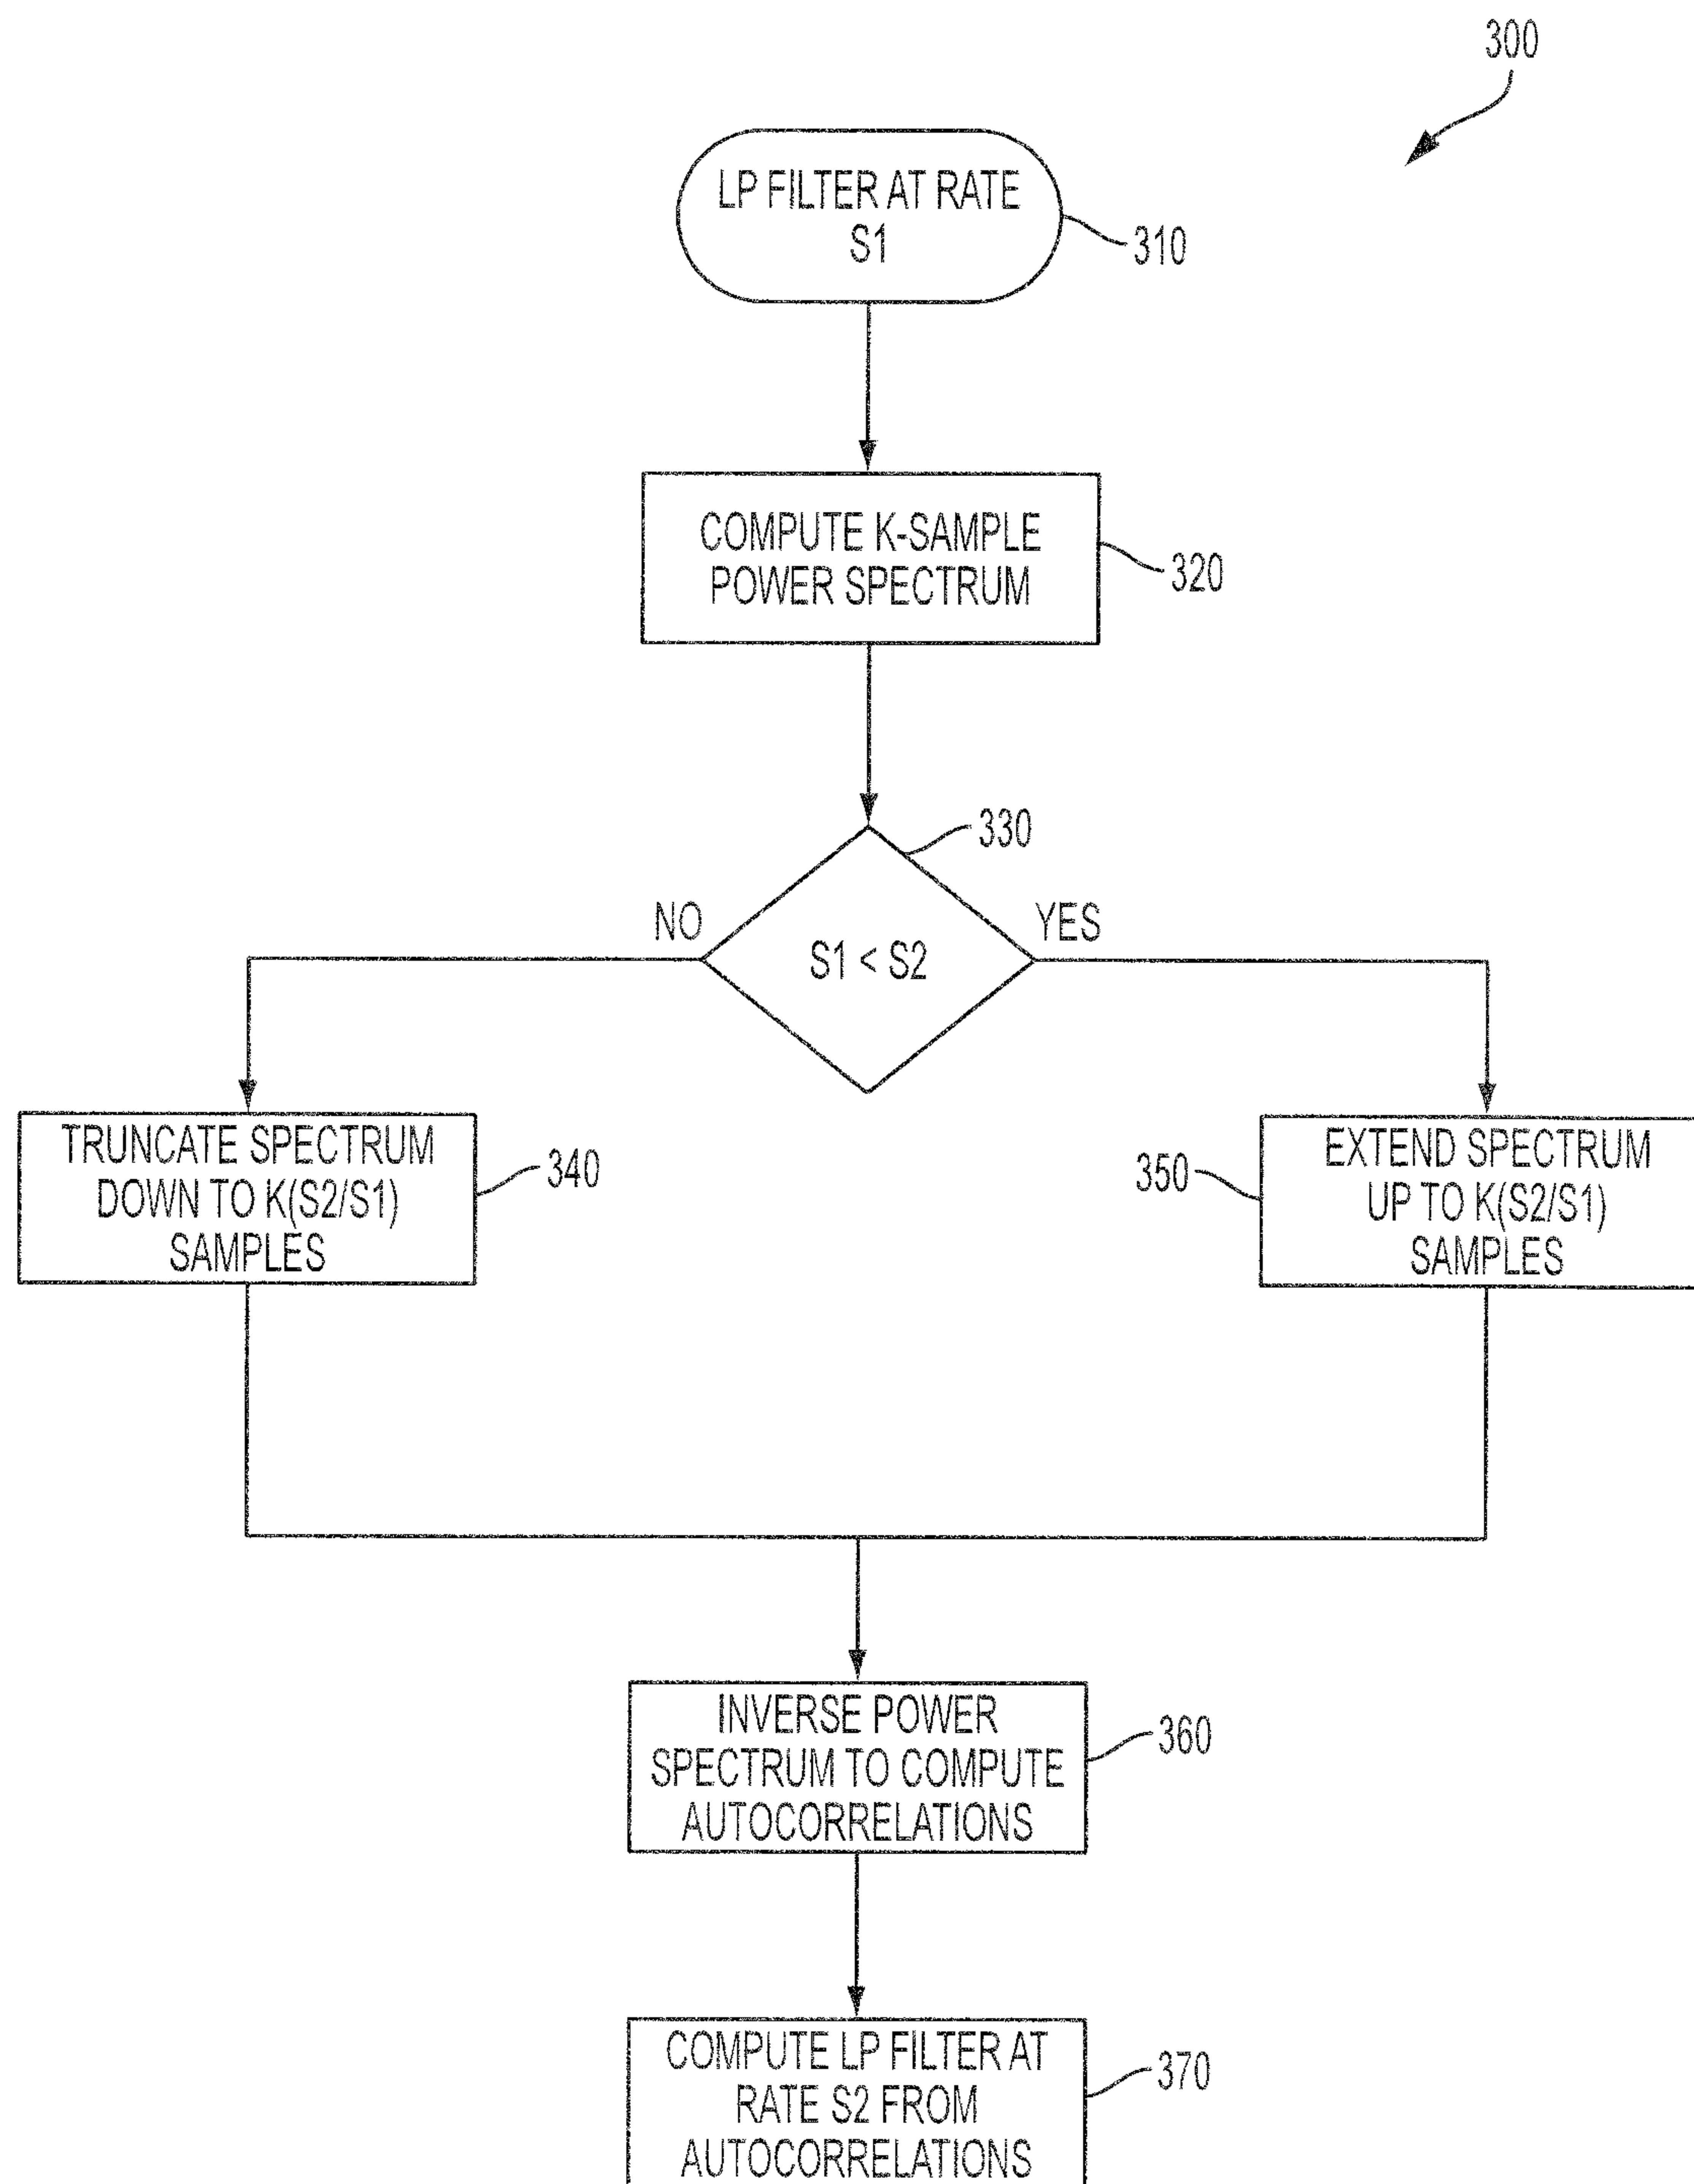 300
LP FILTER AT RATE
S1
310
COMPUTE K-SAMPLE
POWER SPECTRUM
320
330
NO
YES
S1 < S2
TRUNCATE SPECTRUM
DOWN TO K(S2/S1)
SAMPLES
340
350
EXTEND SPECTRUM
UP TO K(S2/S1)
SAMPLES
INVERSE POWER
SPECTRUM TO COMPUTE
AUTOCORRELATIONS
360
COMPUTE LP FILTER AT
RATE S2 FROM
AUTOCORRELATIONS
370